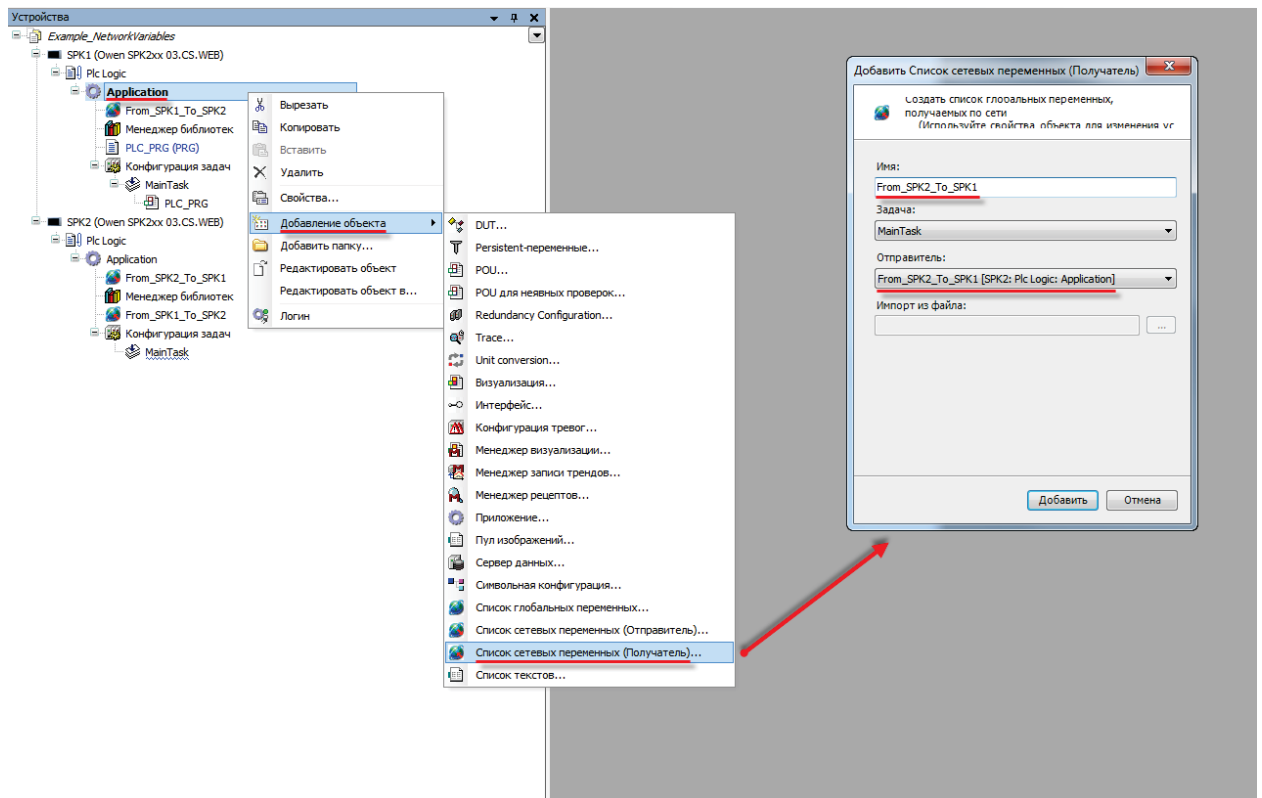 Устройства
Example_NetworkVariables
SPK1 (Owen SPK2xx 03.CS.WEB)
Plc Logic
Application
From_SPK1_To_SPK2
Менеджер библиотек
PLC_PRG (PRG)
Конфигурация задач
MainTask
PLC_PRG
SPK2 (Owen SPK2xx 03.CS.WEB)
Plc Logic
Application
From_SPK2_To_SPK1
Менеджер библиотек
From_SPK1_To_SPK2
Конфигурация задач
MainTask
Вырезать
Копировать
Вставить
Удалить
Свойства...
Добавление объекта
Добавить папку...
Редактировать объект
Редактировать объект в...
Логин
DUT...
Persistent-переменные...
POU...
POU для неявных проверок...
Redundancy Configuration...
Trace...
Unit conversion...
Визуализация...
Интерфейс...
Конфигурация тревог...
Менеджер визуализации...
Менеджер записи трендов...
Менеджер рецептов...
Приложение...
Пул изображений...
Сервер данных...
Символьная конфигурация...
Список глобальных переменных...
Список сетевых переменных (Отправитель)...
Список сетевых переменных (Получатель)...
Список текстов...
Добавить Список сетевых переменных (Получатель)
Создать список глобальных переменных,
получаемых по сети
(Используйте свойства объекта для изменения ус
Имя:
From_SPK2_To_SPK1
Задача:
MainTask
Отправитель:
From_SPK2_To_SPK1 [SPK2: Plc Logic: Application]
Импорт из файла:
...
Добавить
Отмена